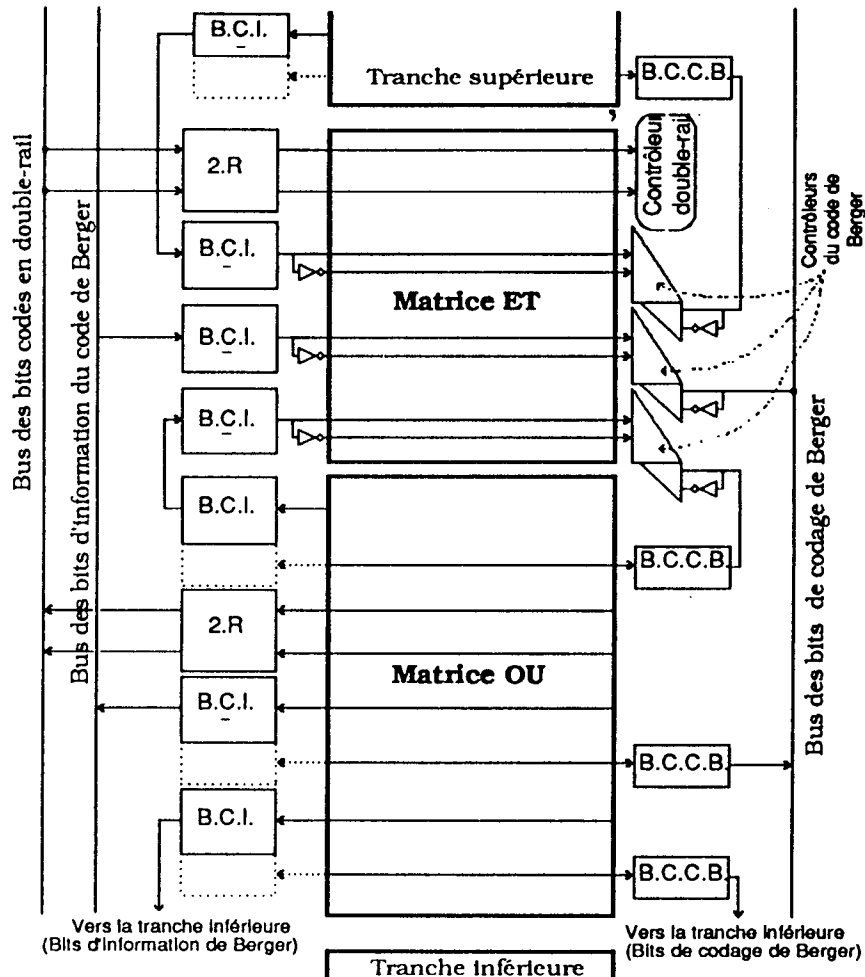 B.C.I.
Tranche supérieure
B.C.C.B.
2.R
Contrôleur
double-rail
B.C.I.
Contrôleurs
du code de
Berger
Matrice ET
B.C.I.
B.C.I.
B.C.I.
B.C.C.B.
2.R
Matrice OU
B.C.I.
B.C.C.B.
B.C.I.
B.C.C.B.
Bus des bits codés en double-rail
Bus des bits d'information du code de Berger
Bus des bits de codage de Berger
Vers la tranche inférieure
(Bits d'information de Berger)
Vers la tranche inférieure
(Bits de codage de Berger)
Tranche inférieure